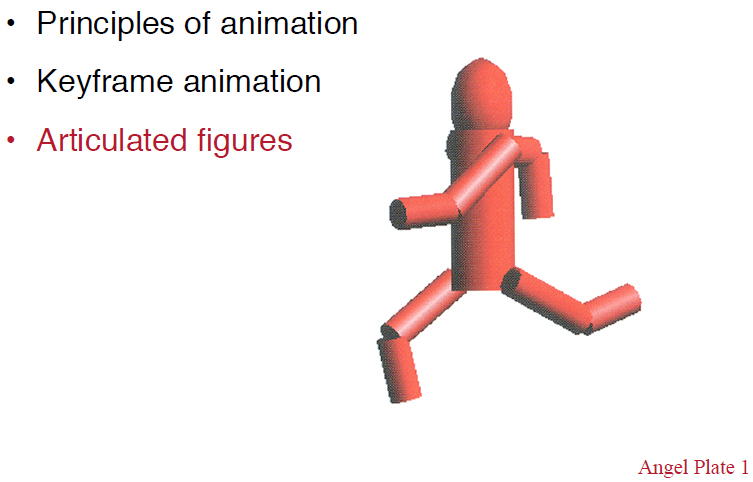 • Principles of animation
• Keyframe animation
• Articulated figures
Angel Plate 1